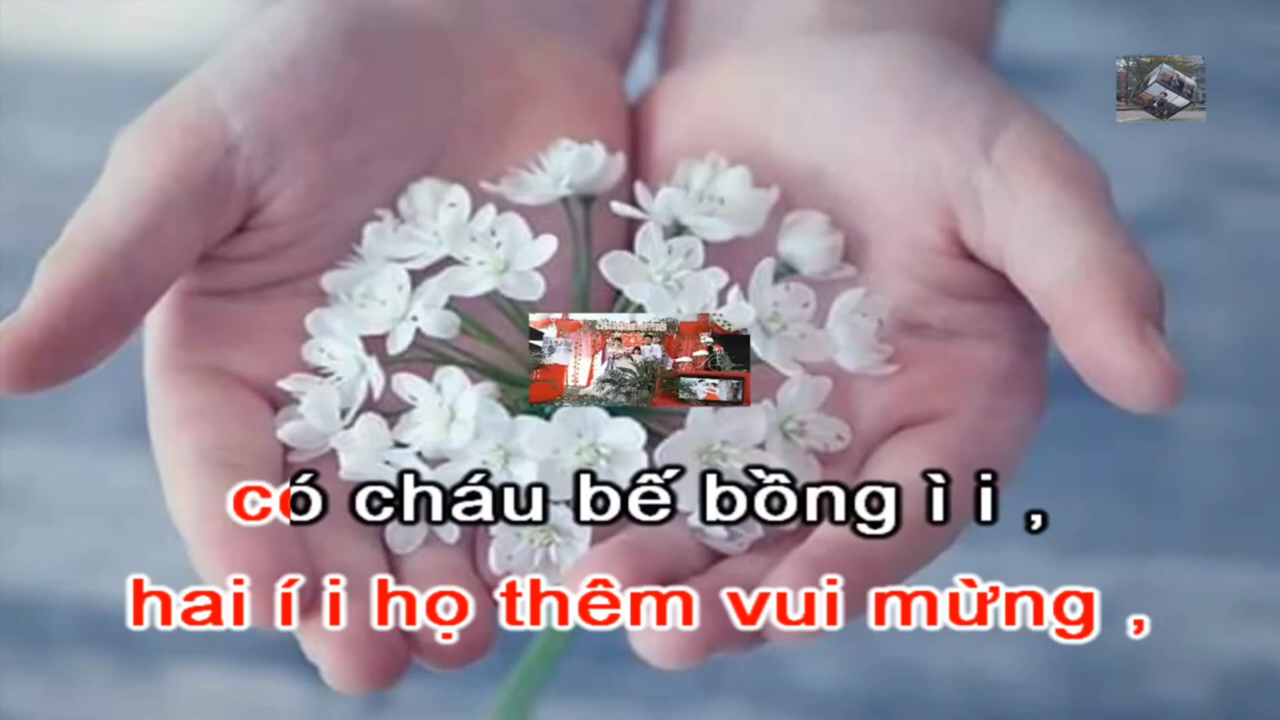 có cháu bế bồng ì i ,
hai í i họ thêm vui mừng ,